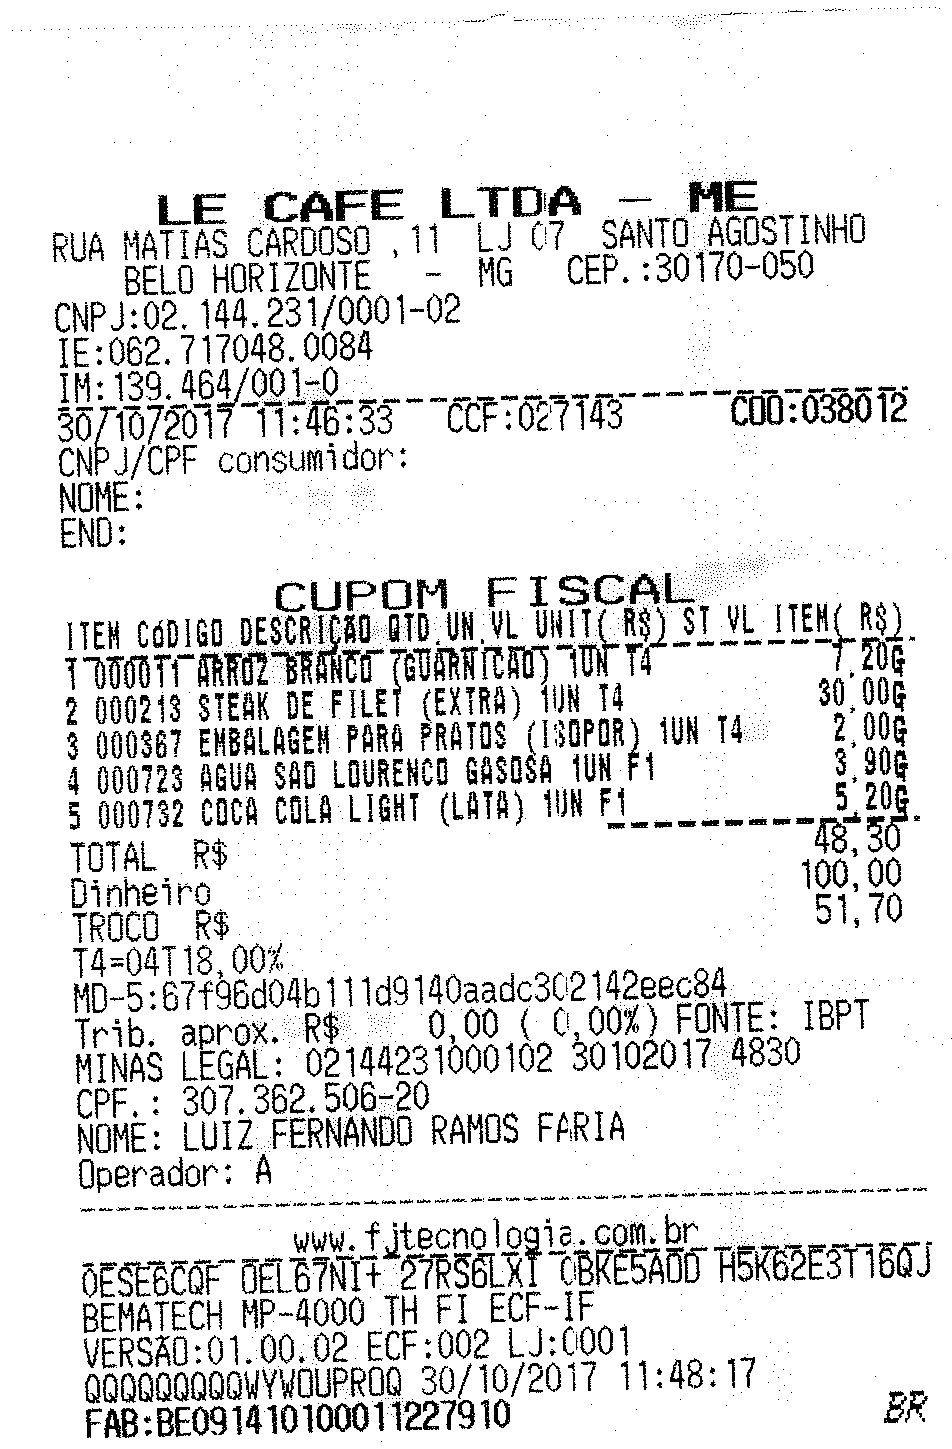 LE CAFE LTDA - ME
RUA MATIAS CARDOSO ,11 LJ 07 SANTO AGOSTINHO
BELO HORIZONTE - MG CEP.:30170-050
CNPJ:02.144.231/0001-02
IE:062.717048.0084
IM:139.464/001-0
30/10/2017 11:46:33 CCF:027143 COO:038012
CNPJ/CPF consumidor:
NOME:
END:
CUPOM FISCAL
ITEM CÓDIGO DESCRIÇÃO QTD.UN.VL UNIT( R$) ST VL ITEM( R$)
1 000011 ARROZ BRANCO (GUARNICAO) 1UN T4 7,20G
2 000213 STEAK DE FILET (EXTRA) 1UN T4 30,00G
3 000367 EMBALAGEM PARA PRATOS (ISOPOR) 1UN T4 2,00G
4 000723 AGUA SAO LOURENCO GASOSA 1UN F1 3,90G
5 000732 COCA COLA LIGHT (LATA) 1UN F1 5,20G
TOTAL R$ 48,30
Dinheiro 100,00
TROCO R$ 51,70
T4=04T18,00%
MD-5:67f96d04b111d9140aadc302142eec84
Trib. aprox. R$ 0,00 ( 0,00%) FONTE: IBPT
MINAS LEGAL: 02144231000102 30102017 4830
CPF.: 307.362.506-20
NOME: LUIZ FERNANDO RAMOS FARIA
Operador: A
www.fjtecnologia.com.br
OESE6CQF OEL67NI+ 27RS6LXI OBKE5ADD H5K62E3T16QJ
BEMATECH MP-4000 TH FI ECF-IF
VERSÃO:01.00.02 ECF:002 LJ:0001
QQQQQQQQQWYWOUPROQ 30/10/2017 11:48:17
FAB:BE091410100011227910 BR